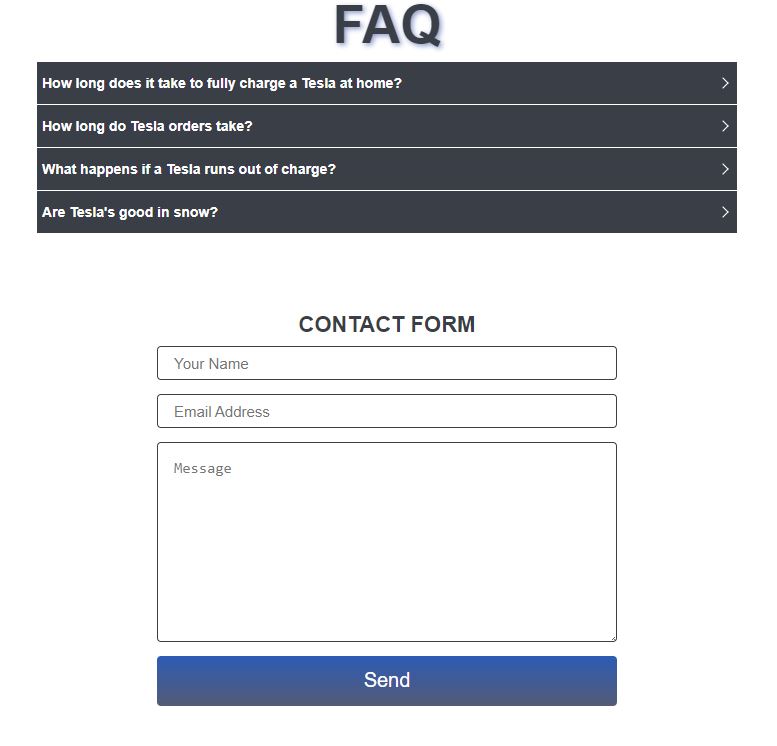 FAQ
How long does it take to fully charge a Tesla at home?
How long do Tesla orders take?
What happens if a Tesla runs out of charge?
Are Tesla's good in snow?
CONTACT FORM
Your Name
Email Address
Message
Send